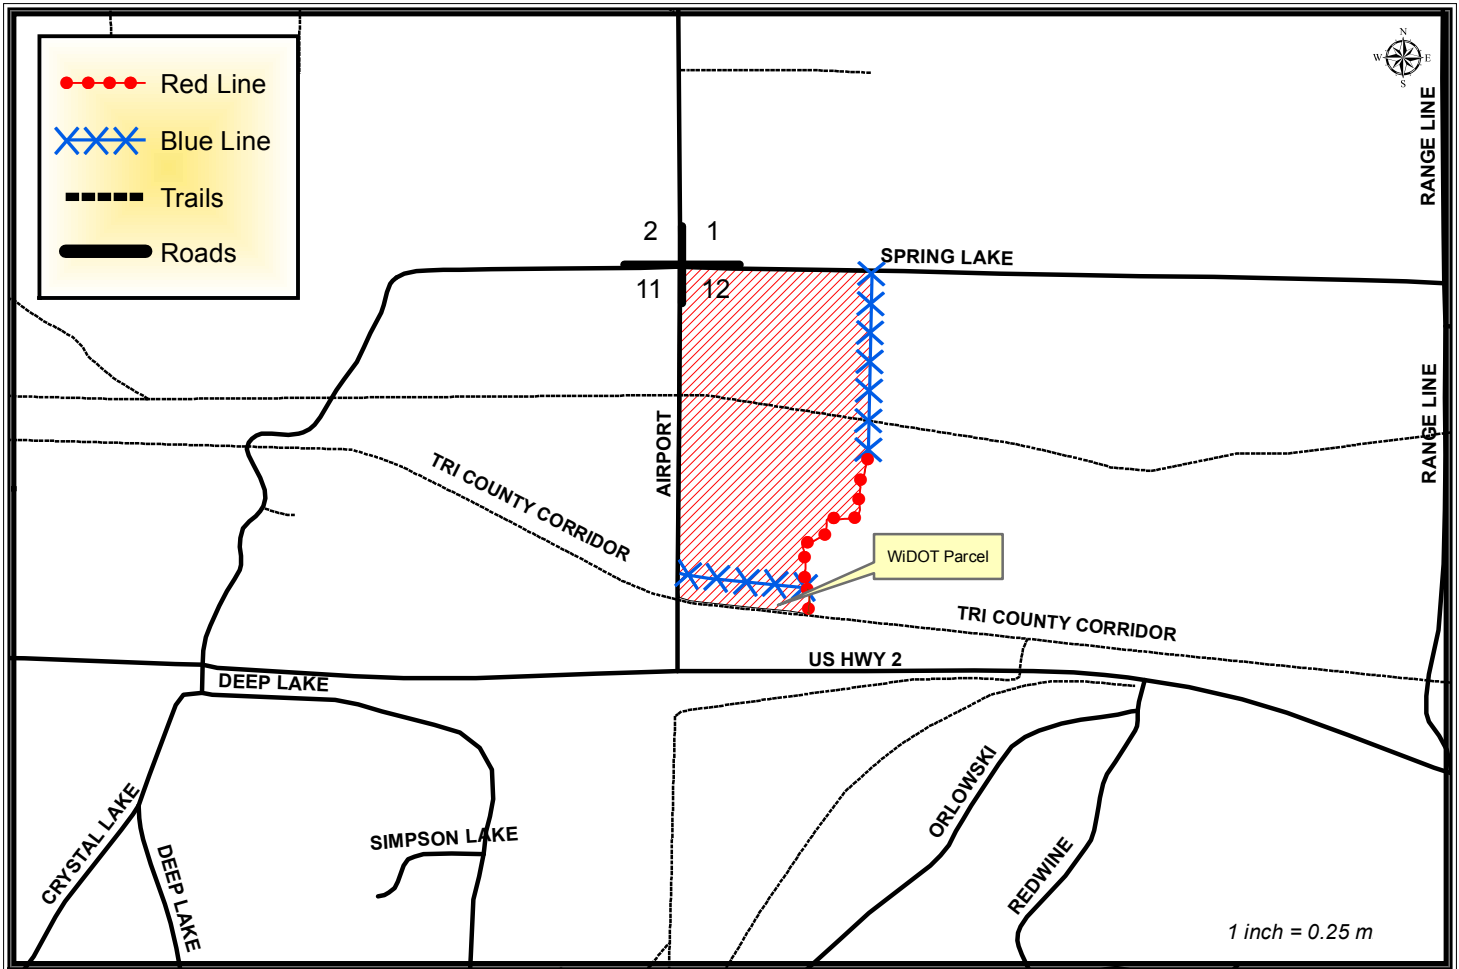 Red Line
Blue Line
Trails
Roads
N
W E
S
RANGE LINE
2 1
11 12
SPRING LAKE
RANGE LINE
AIRPORT
TRI COUNTY CORRIDOR
WiDOT Parcel
TRI COUNTY CORRIDOR
US HWY 2
DEEP LAKE
CRYSTAL LAKE
DEEP LAKE
SIMPSON LAKE
ORLOWSKI
REDWINE
1 inch = 0.25 m